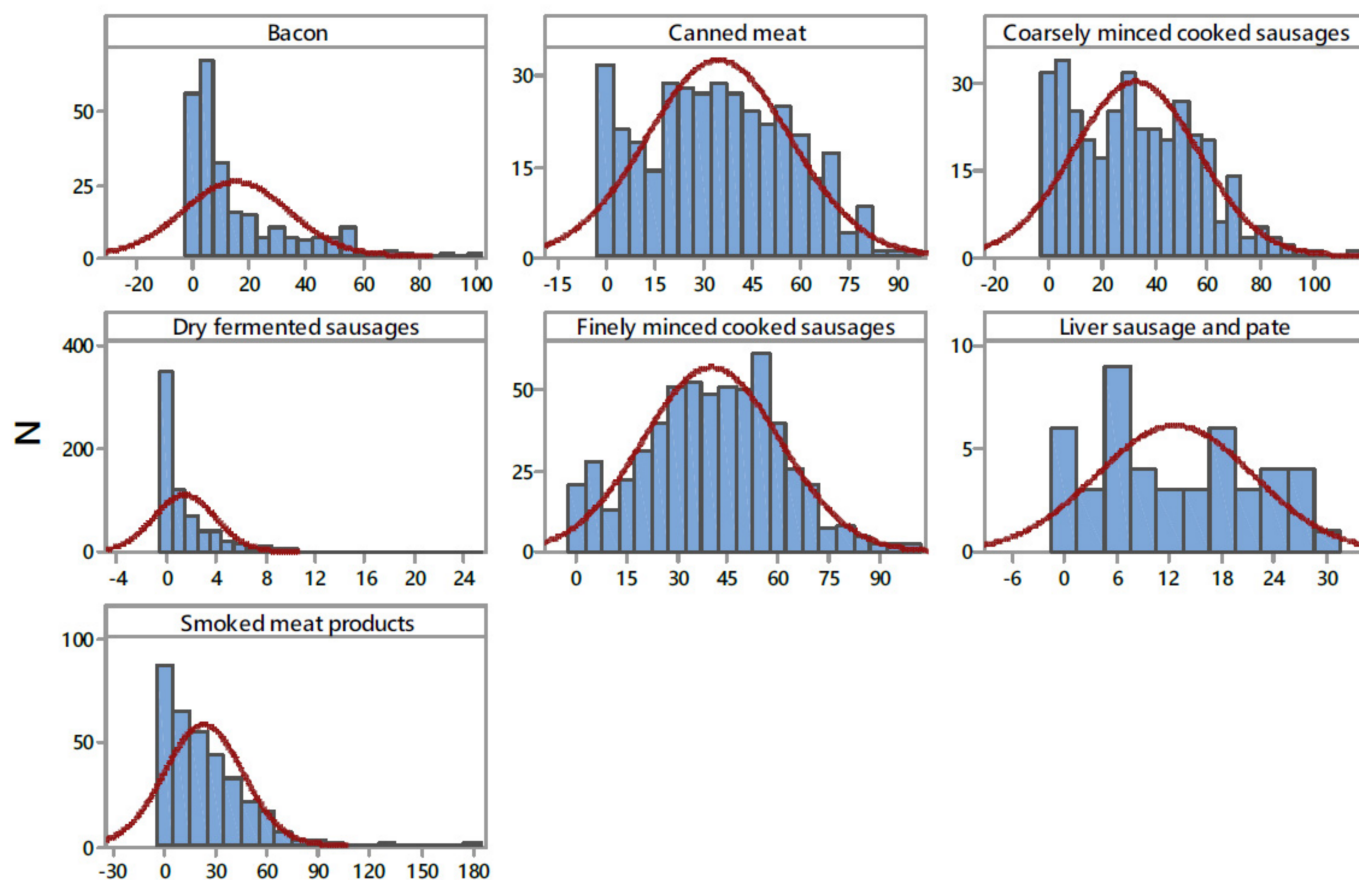 Bacon
50
25
0
-20 0 20 40 60 80 100
Canned meat
30
15
0
-15 0 15 30 45 60 75 90
Coarsely minced cooked sausages
30
15
0
-20 0 20 40 60 80 100
N
Dry fermented sausages
400
200
0
-4 0 4 8 12 16 20 24
Finely minced cooked sausages
50
25
0
0 15 30 45 60 75 90
Liver sausage and pate
10
5
0
-6 0 6 12 18 24 30
Smoked meat products
100
50
0
-30 0 30 60 90 120 150 180